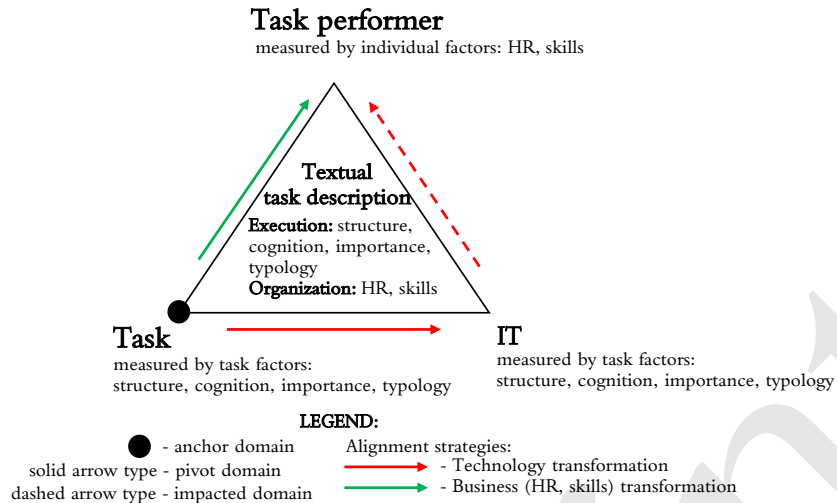 Task performer
measured by individual factors: HR, skills
Textual
task description
Execution: structure,
cognition, importance,
typology
Organization: HR, skills
Task
measured by task factors:
structure, cognition, importance, typology
IT
measured by task factors:
structure, cognition, importance, typology
LEGEND:
- anchor domain
solid arrow type - pivot domain
dashed arrow type - impacted domain
Alignment strategies:
- Technology transformation
- Business (HR, skills) transformation